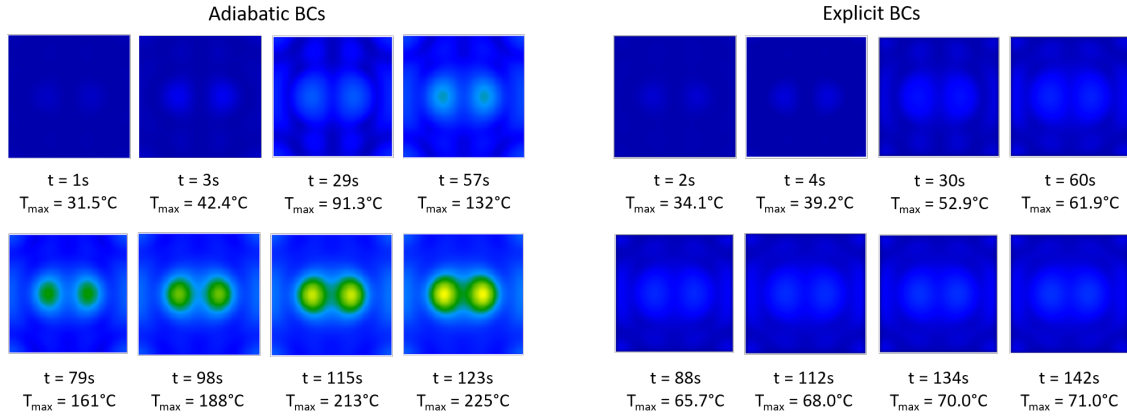 Adiabatic BCs
t = 1s
Tmax = 31.5°C
t = 3s
Tmax = 42.4°C
t = 29s
Tmax = 91.3°C
t = 57s
Tmax = 132°C
t = 79s
Tmax = 161°C
t = 98s
Tmax = 188°C
t = 115s
Tmax = 213°C
t = 123s
Tmax = 225°C
Explicit BCs
t = 2s
Tmax = 34.1°C
t = 4s
Tmax = 39.2°C
t = 30s
Tmax = 52.9°C
t = 60s
Tmax = 61.9°C
t = 88s
Tmax = 65.7°C
t = 112s
Tmax = 68.0°C
t = 134s
Tmax = 70.0°C
t = 142s
Tmax = 71.0°C